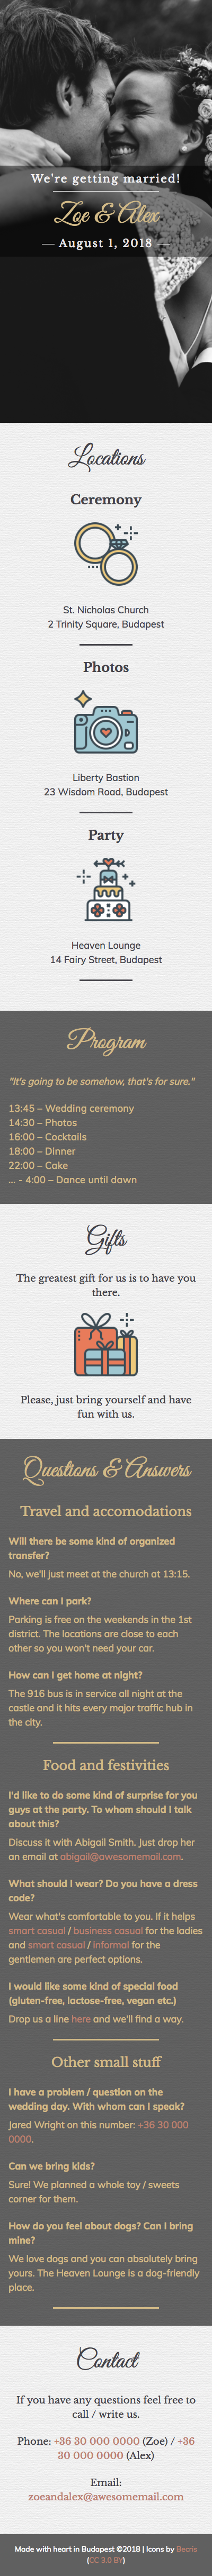 We're getting married!
Zoe & Alex
August 1, 2018
Locations
Ceremony
St. Nicholas Church
2 Trinity Square, Budapest
Photos
Liberty Bastion
23 Wisdom Road, Budapest
Party
Heaven Lounge
14 Fairy Street, Budapest
Program
"It's going to be somehow, that's for sure."
13:45 – Wedding ceremony
14:30 – Photos
16:00 – Cocktails
18:00 – Dinner
22:00 – Cake
... - 4:00 – Dance until dawn
Gifts
The greatest gift for us is to have you
there.
Please, just bring yourself and have
fun with us.
Questions & Answers
Travel and accomodations
Will there be some kind of organized
transfer?
No, we'll just meet at the church at 13:15.
Where can I park?
Parking is free on the weekends in the 1st
district. The locations are close to each
other so you won't need your car.
How can I get home at night?
The 916 bus is in service all night at the
castle and it hits every major traffic hub in
the city.
Food and festivities
I'd like to do some kind of surprise for you
guys at the party. To whom should I talk
about this?
Discuss it with Abigail Smith. Just drop her
an email at abigail@awesomemail.com.
What should I wear? Do you have a dress
code?
Wear what's comfortable to you. If it helps
smart casual / business casual for the ladies
and smart casual / informal for the
gentlemen are perfect options.
I would like some kind of special food
(gluten-free, lactose-free, vegan etc.)
Drop us a line here and we'll find a way.
Other small stuff
I have a problem / question on the
wedding day. With whom can I speak?
Jared Wright on this number: +36 30 000
0000.
Can we bring kids?
Sure! We planned a whole toy / sweets
corner for them.
How do you feel about dogs? Can I bring
mine?
We love dogs and you can absolutely bring
yours. The Heaven Lounge is a dog-friendly
place.
Contact
If you have any questions feel free to
call / write us.
Phone: +36 30 000 0000 (Zoe) / +36
30 000 0000 (Alex)
Email:
zoeandalex@awesomemail.com
Made with heart in Budapest ©2018 | Icons by Becris
(CC 3.0 BY)